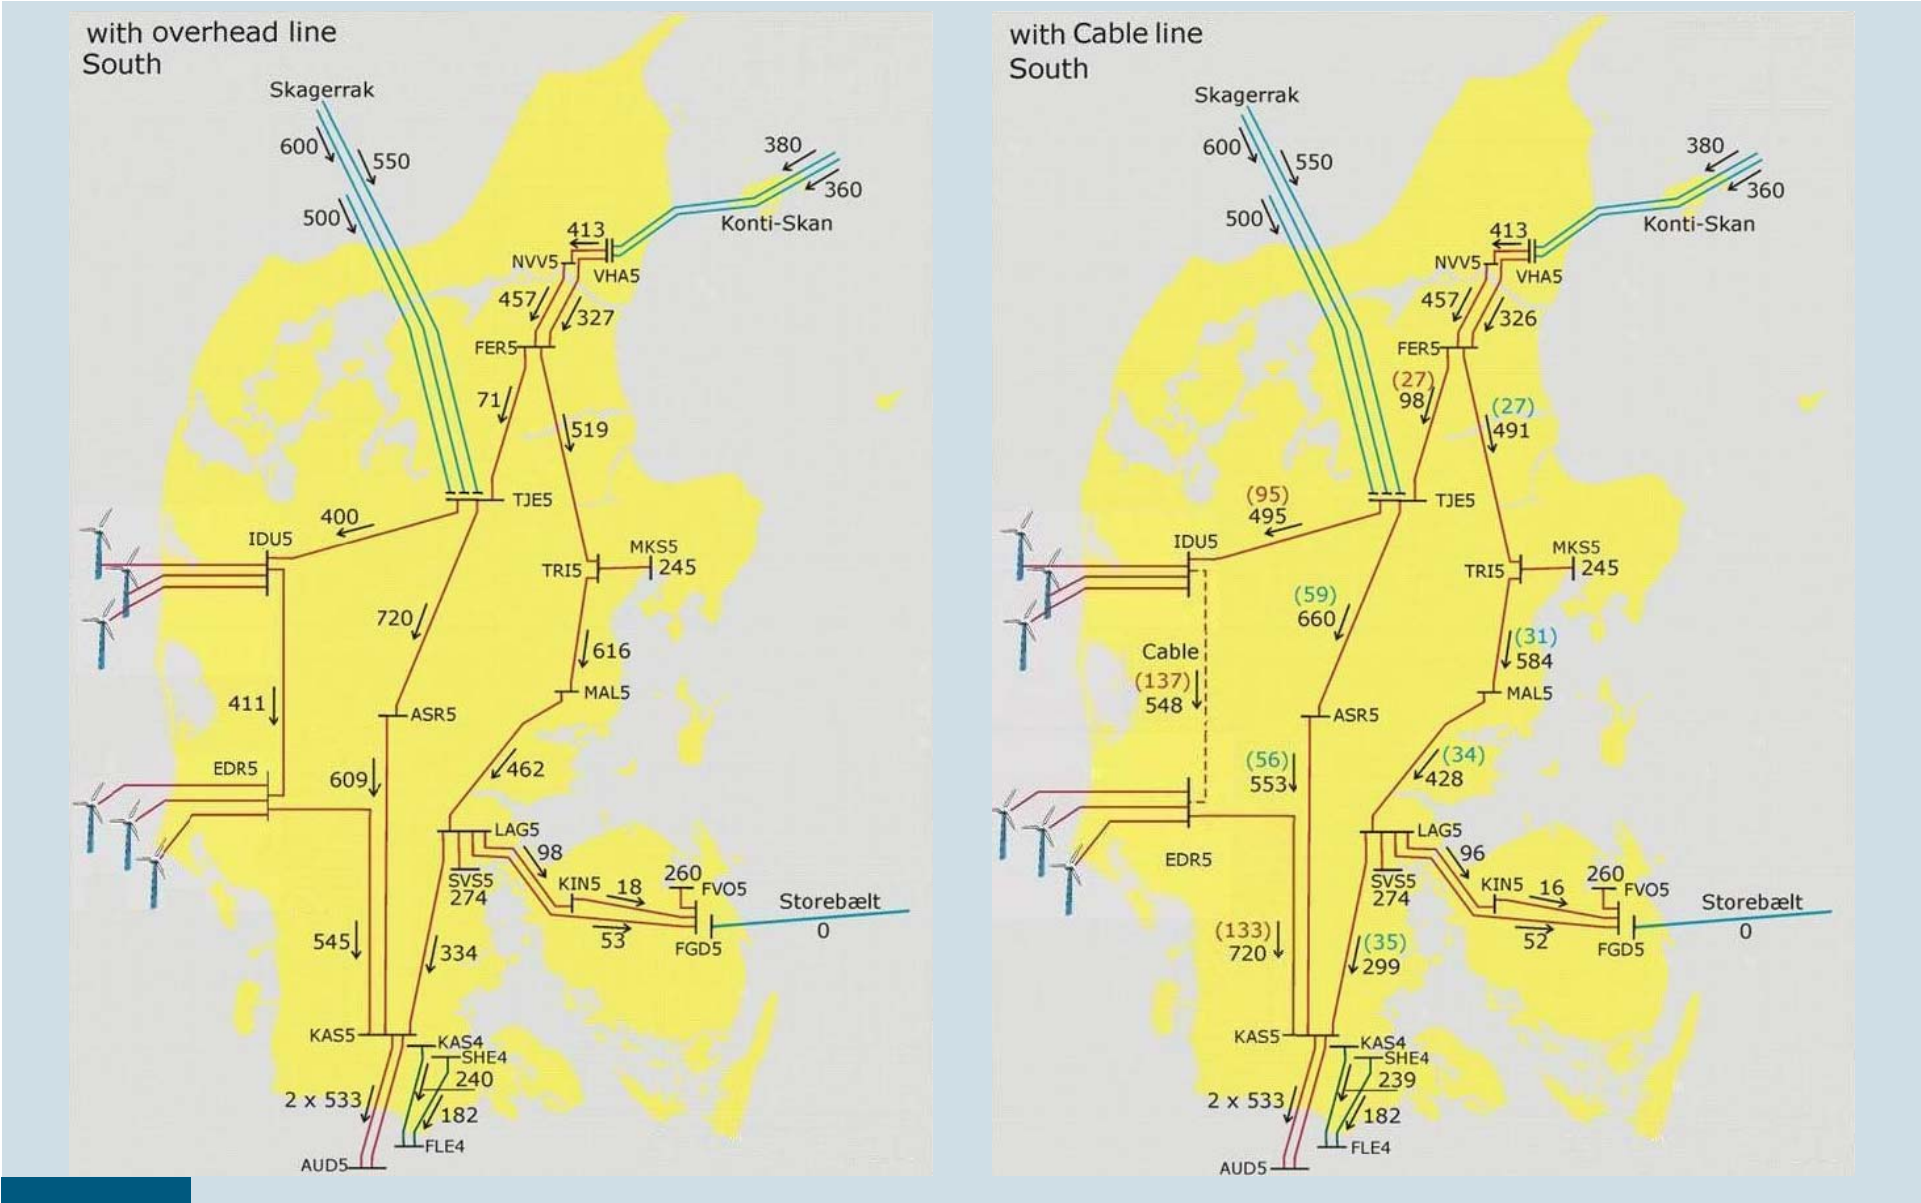 with overhead line
South
Skagerrak
600
550
500
380
360
Konti-Skan
413
NVV5
VHA5
457
327
FER5
71
519
TJE5
400
IDU5
MKS5
TRI5
245
720
616
MAL5
411
ASR5
EDR5
609
462
LAG5
98
SVS5
274
KIN5
18
260
FVO5
Storebælt
0
53
FGD5
545
334
KAS5
KAS4
SHE4
240
2 x 533
182
FLE4
AUD5
with Cable line
South
Skagerrak
600
550
500
380
360
Konti-Skan
413
NVV5
VHA5
457
326
FER5
(27)
98
(27)
491
TJE5
(95)
495
IDU5
MKS5
TRI5
245
(59)
660
(31)
584
Cable
(137)
548
MAL5
ASR5
(56)
553
(34)
428
LAG5
EDR5
96
SVS5
274
KIN5
16
260
FVO5
Storebælt
0
52
FGD5
(133)
720
(35)
299
KAS5
KAS4
SHE4
239
2 x 533
182
FLE4
AUD5